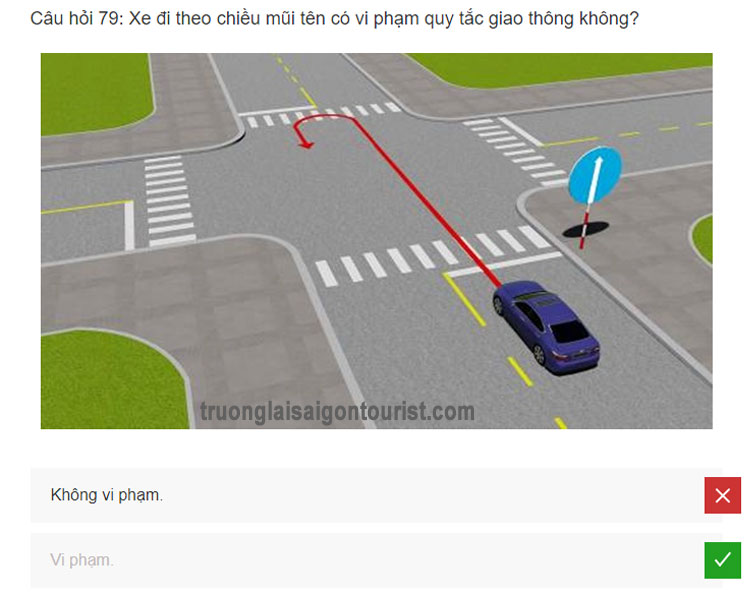 Câu hỏi 79: Xe đi theo chiều mũi tên có vi phạm quy tắc giao thông không?
truonglaisaigontourist.com
Không vi phạm.
Vi phạm.